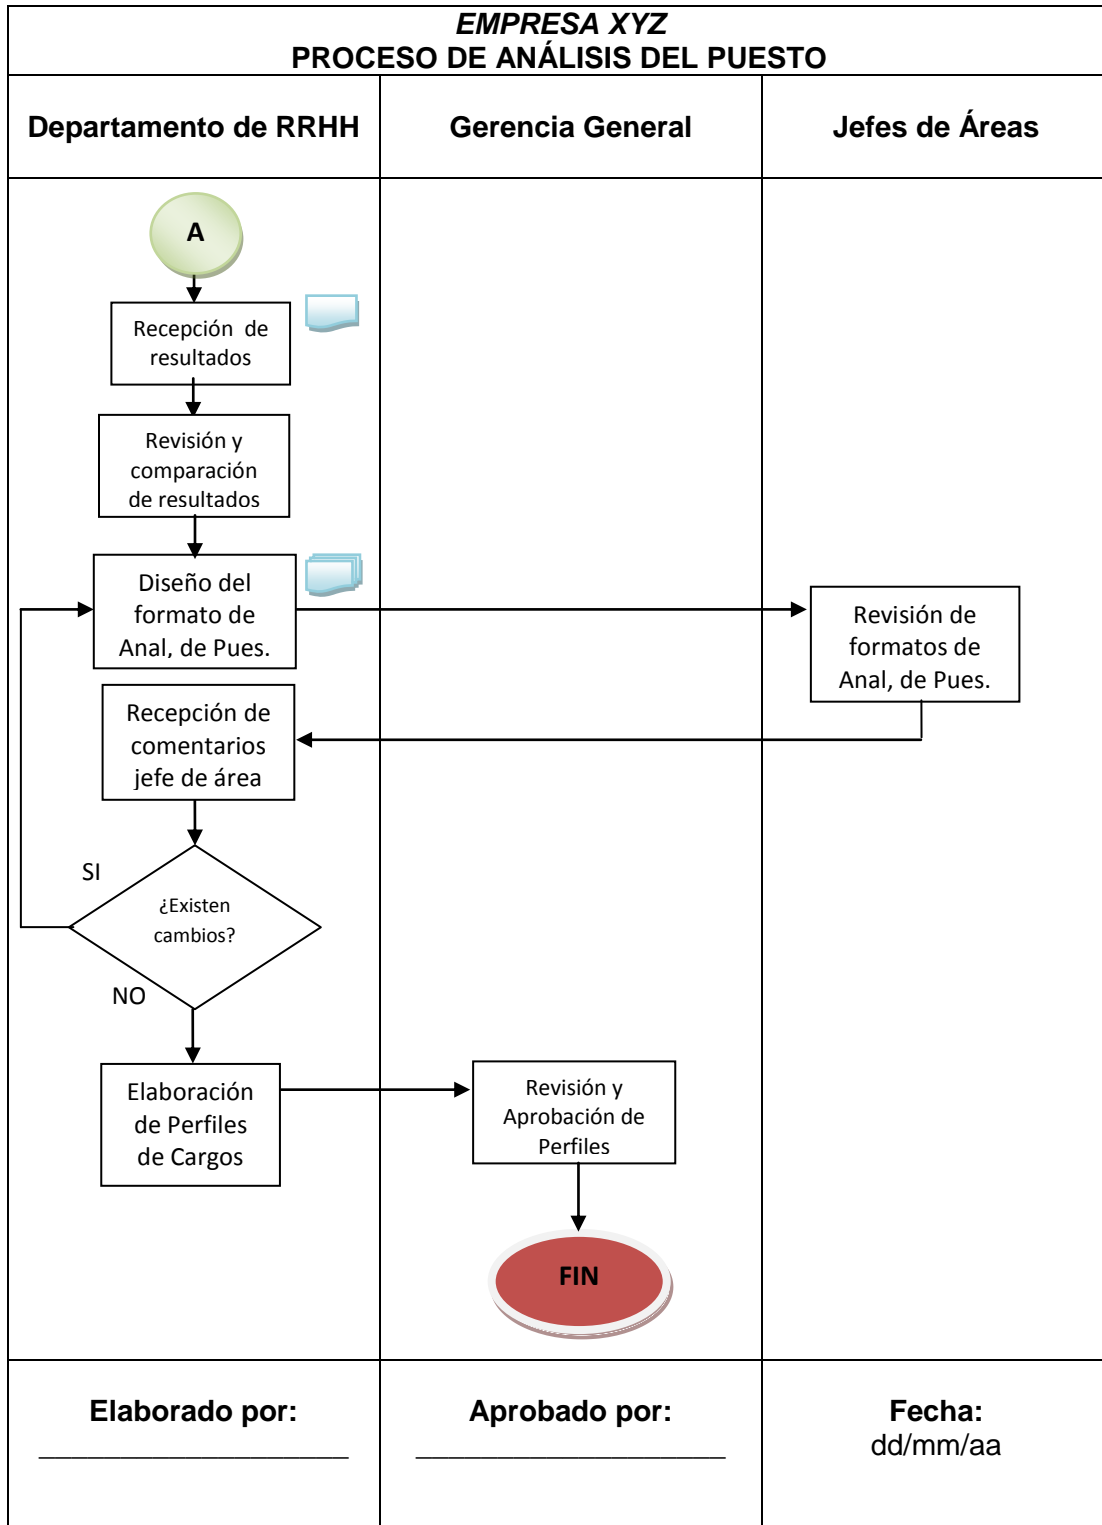 EMPRESA XYZ
PROCESO DE ANÁLISIS DEL PUESTO
Departamento de RRHH
Gerencia General
Jefes de Áreas
A
Recepción de
resultados
Revisión y
comparación
de resultados
Diseño del
formato de
Anal, de Pues.
Revisión de
formatos de
Anal, de Pues.
Recepción de
comentarios
jefe de área
SI
¿Existen
cambios?
NO
Elaboración
de Perfiles
de Cargos
Revisión y
Aprobación de
Perfiles
FIN
Elaborado por:
Aprobado por:
Fecha:
dd/mm/aa